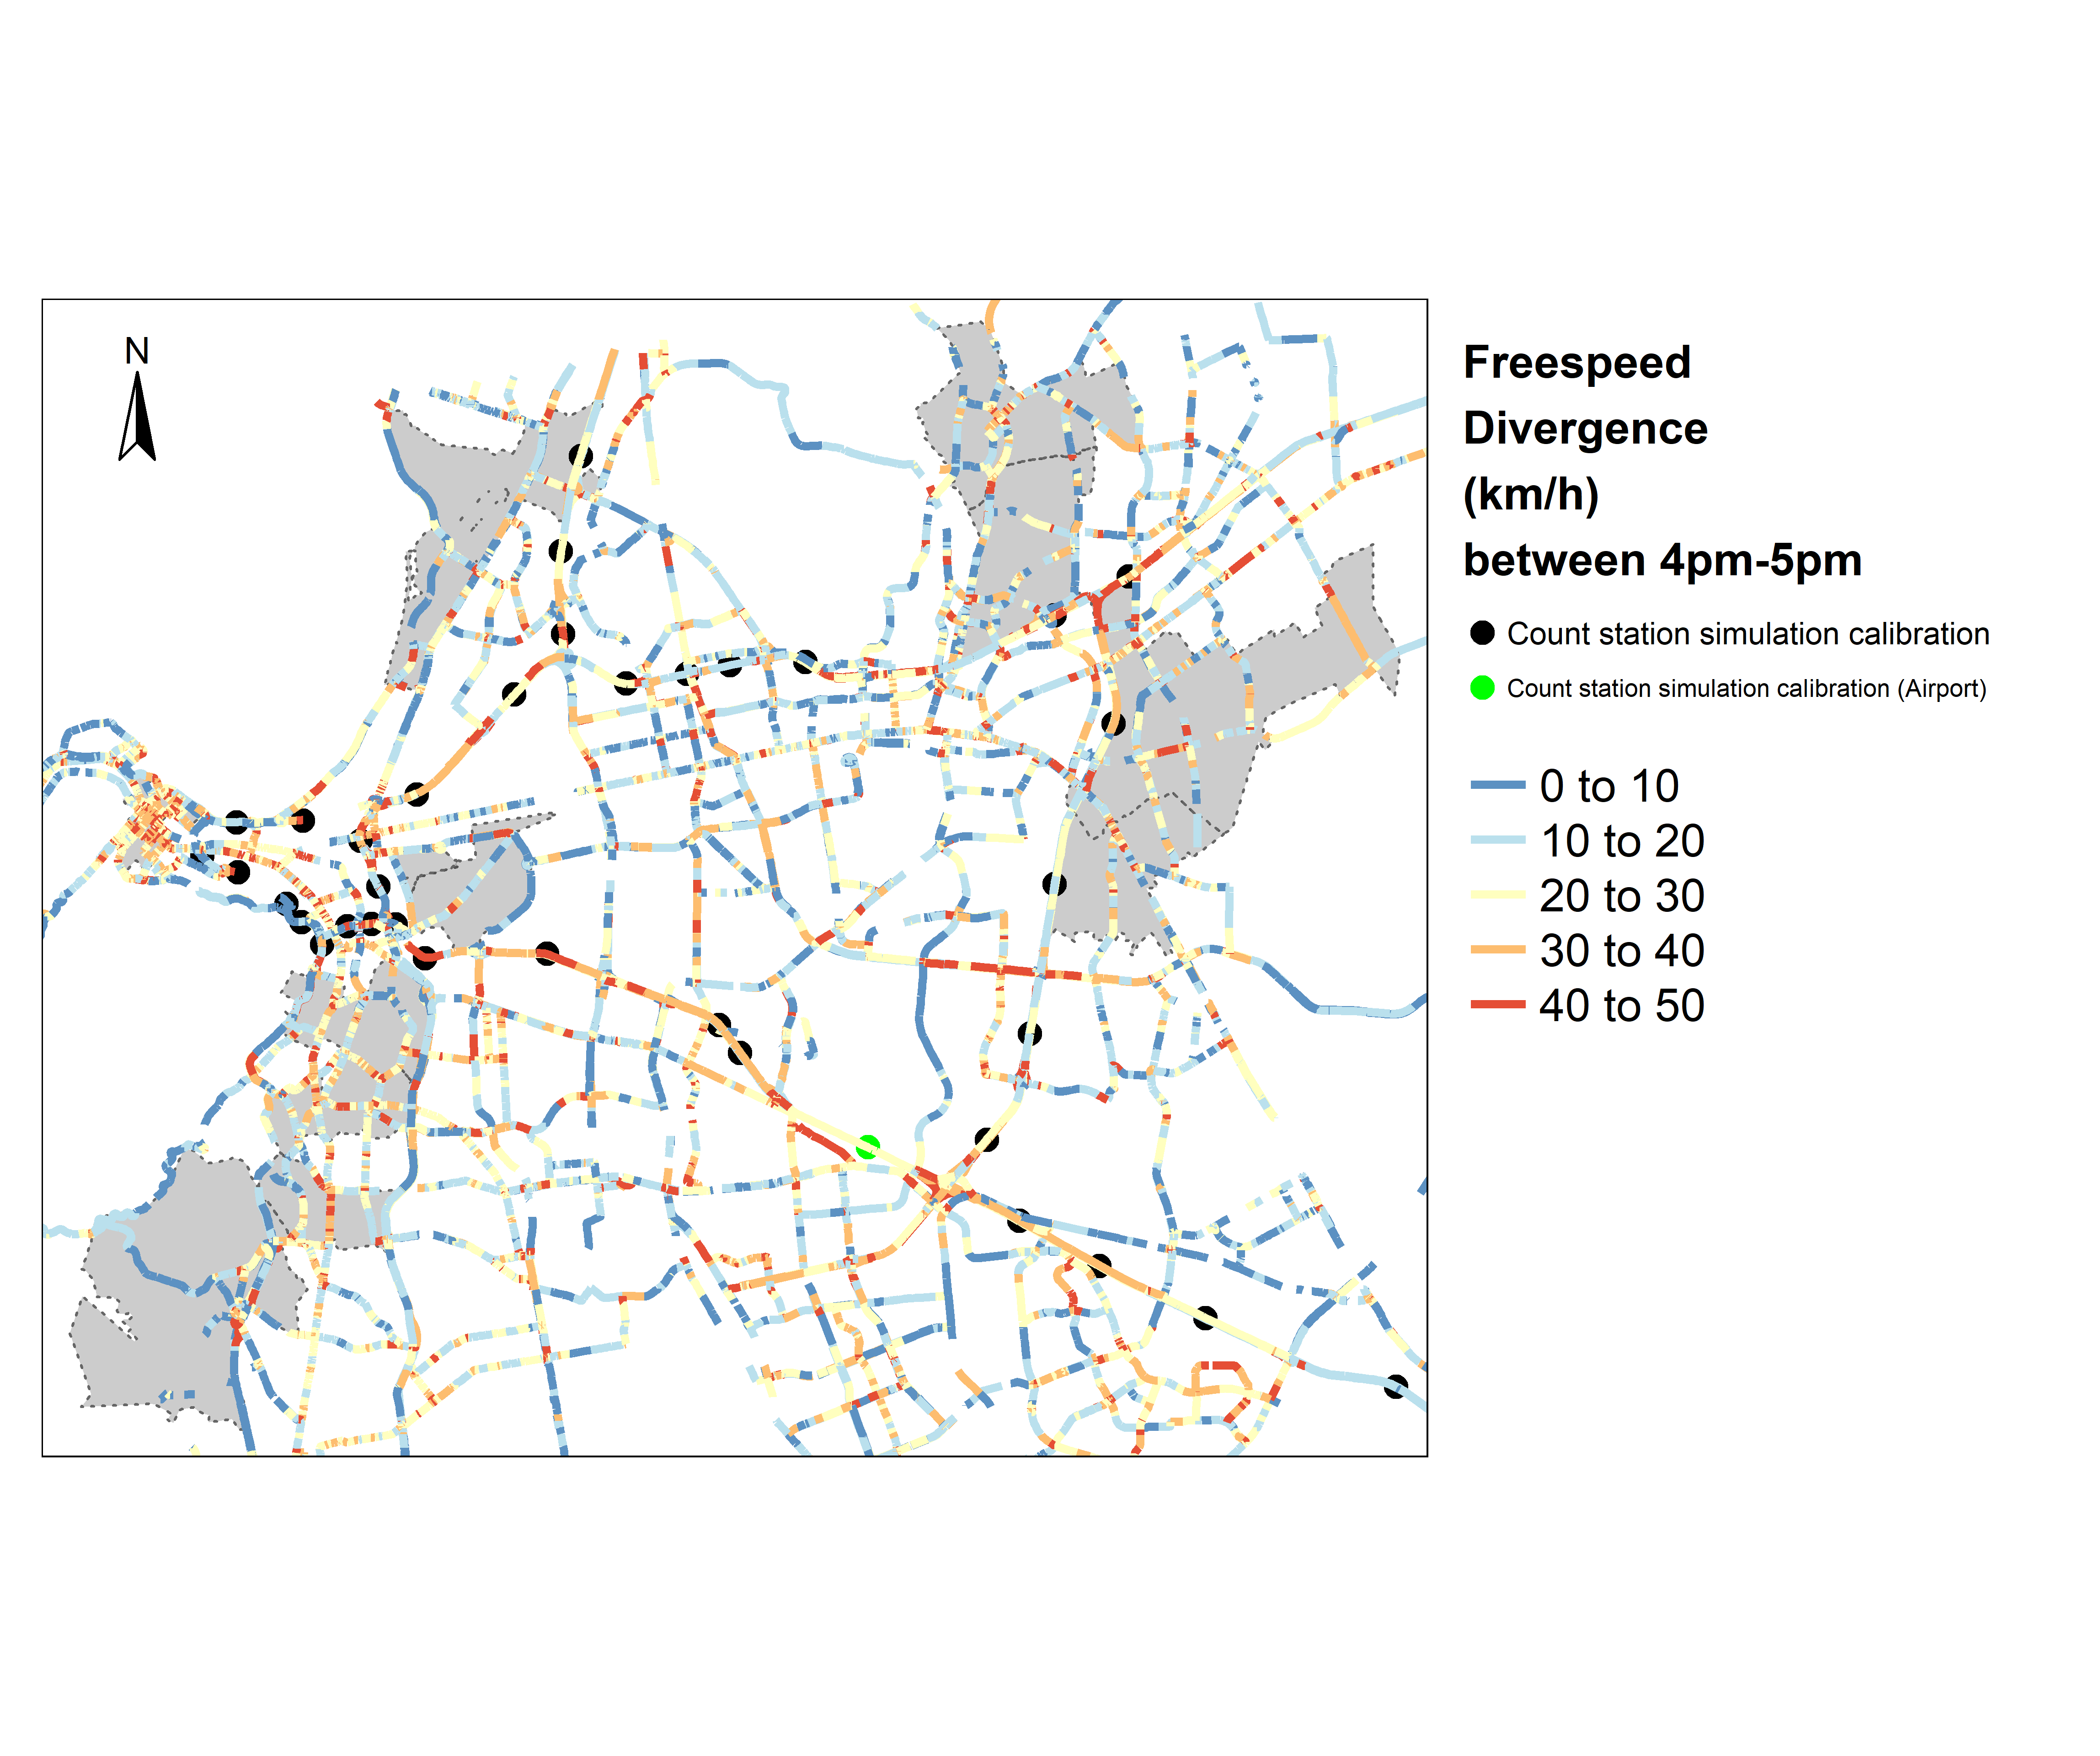 N
Freespeed
Divergence
(km/h)
between 4pm-5pm
Count station simulation calibration
Count station simulation calibration (Airport)
0 to 10
10 to 20
20 to 30
30 to 40
40 to 50